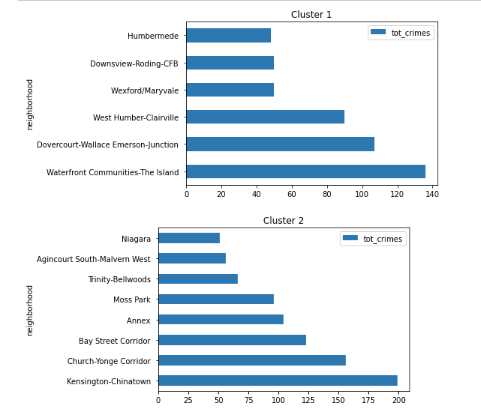 Cluster 1
tot_crimes
neighborhood
Humbermede
Downsview-Roding-CFB
Wexford/Maryvale
West Humber-Clairville
Dovercourt-Wallace Emerson-Junction
Waterfront Communities-The Island
0 20 40 60 80 100 120 140
Cluster 2
tot_crimes
neighborhood
Niagara
Agincourt South-Malvern West
Trinity-Bellwoods
Moss Park
Annex
Bay Street Corridor
Church-Yonge Corridor
Kensington-Chinatown
0 25 50 75 100 125 150 175 200